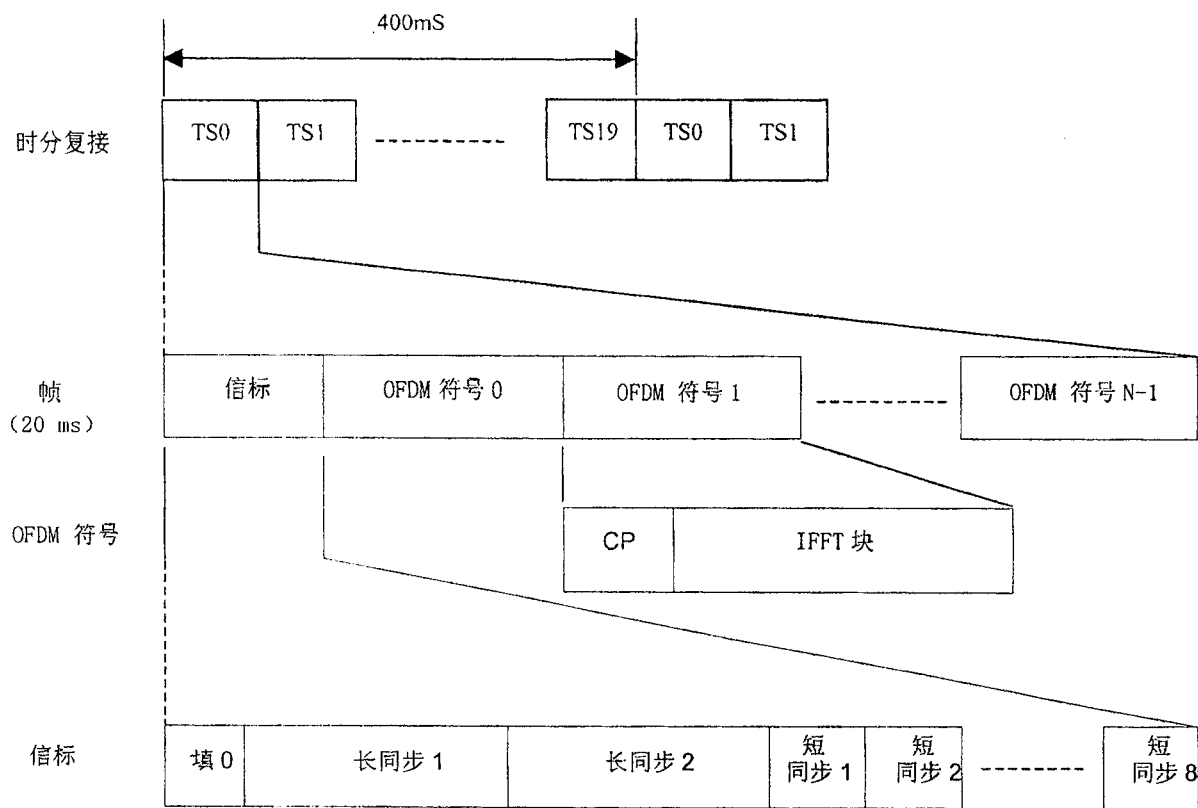 400mS
时分复接
TS0 TS1 TS19 TS0 TS1
帧
（20 ms）
信标 OFDM 符号 0 OFDM 符号 1 OFDM 符号 N-1
OFDM 符号
CP IFFT 块
信标
填 0 长同步 1 长同步 2
短
同步 1
短
同步 2
短
同步 8